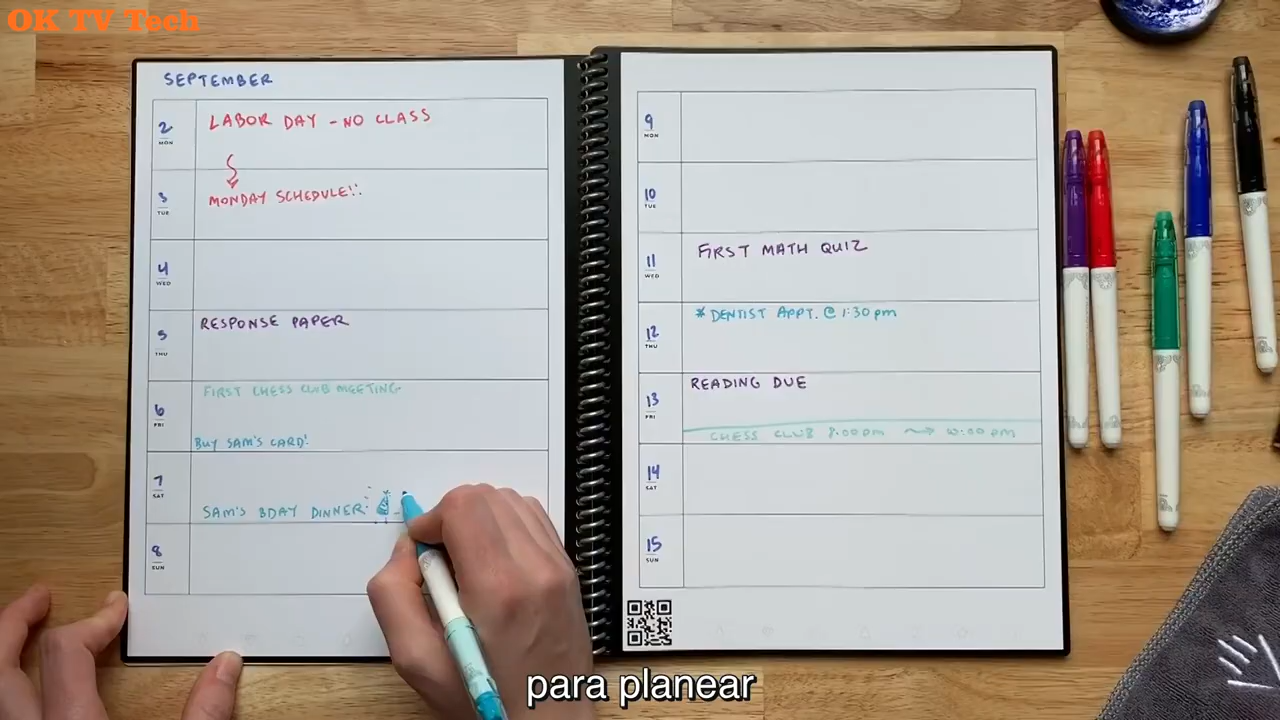 OK TV Tech
SEPTEMBER
2 LABOR DAY - NO CLASS
MON
3 MONDAY SCHEDULE!!
TUE
4
WED
5 RESPONSE PAPER
THU
6 FIRST CHESS CLUB MEETING
FRI
BUY SAM'S CARD!
7
SAT
SAM'S BDAY DINNER!
8
SUN
9
MON
10
TUE
11 FIRST MATH QUIZ
WED
12 * DENTIST APPT. @ 1:30 pm
THU
13 READING DUE
FRI
CHESS CLUB 8:00 pm → 10:00 pm
14
SAT
15
SUN
para planear